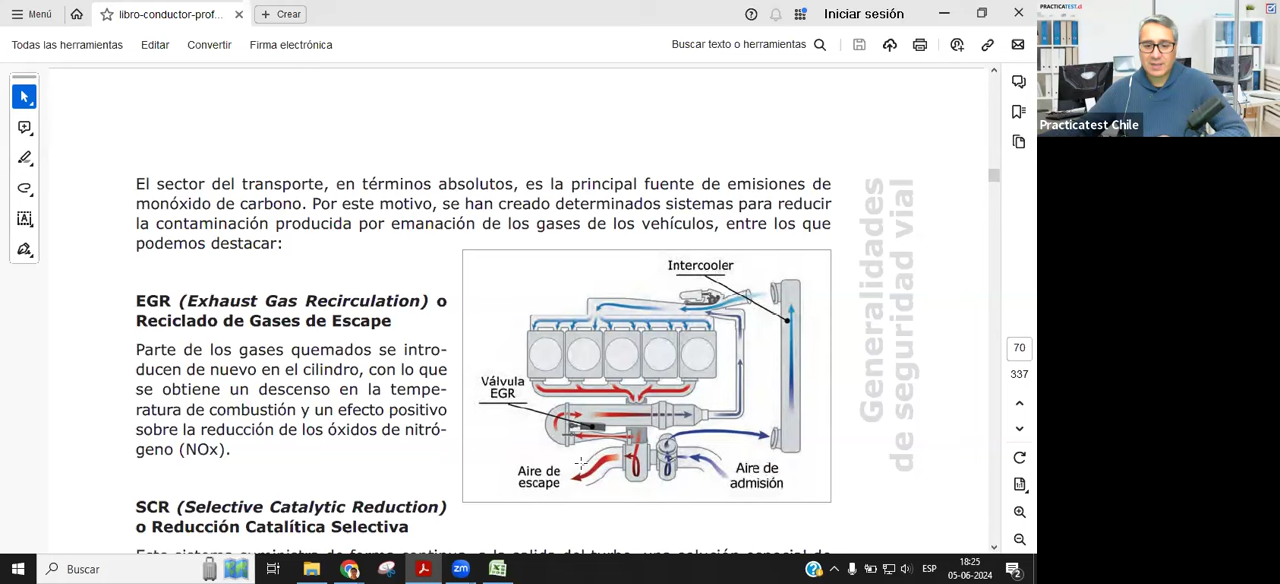 Menú
libro-conductor-prof...
Crear
Iniciar sesión
Todas las herramientas
Editar
Convertir
Firma electrónica
Buscar texto o herramientas
PRACTICATEST.cl
Practicatest Chile
El sector del transporte, en términos absolutos, es la principal fuente de emisiones de
monóxido de carbono. Por este motivo, se han creado determinados sistemas para reducir
la contaminación producida por emanación de los gases de los vehículos, entre los que
podemos destacar:
EGR (Exhaust Gas Recirculation) o
Reciclado de Gases de Escape
Parte de los gases quemados se intro-
ducen de nuevo en el cilindro, con lo que
se obtiene un descenso en la tempe-
ratura de combustión y un efecto positivo
sobre la reducción de los óxidos de nitró-
geno (NOx).
Intercooler
Válvula
EGR
Aire de
escape
Aire de
admisión
SCR (Selective Catalytic Reduction)
o Reducción Catalítica Selectiva
Generalidades
de seguridad vial
70
337
Buscar
ESP
18:25
05-06-2024
2